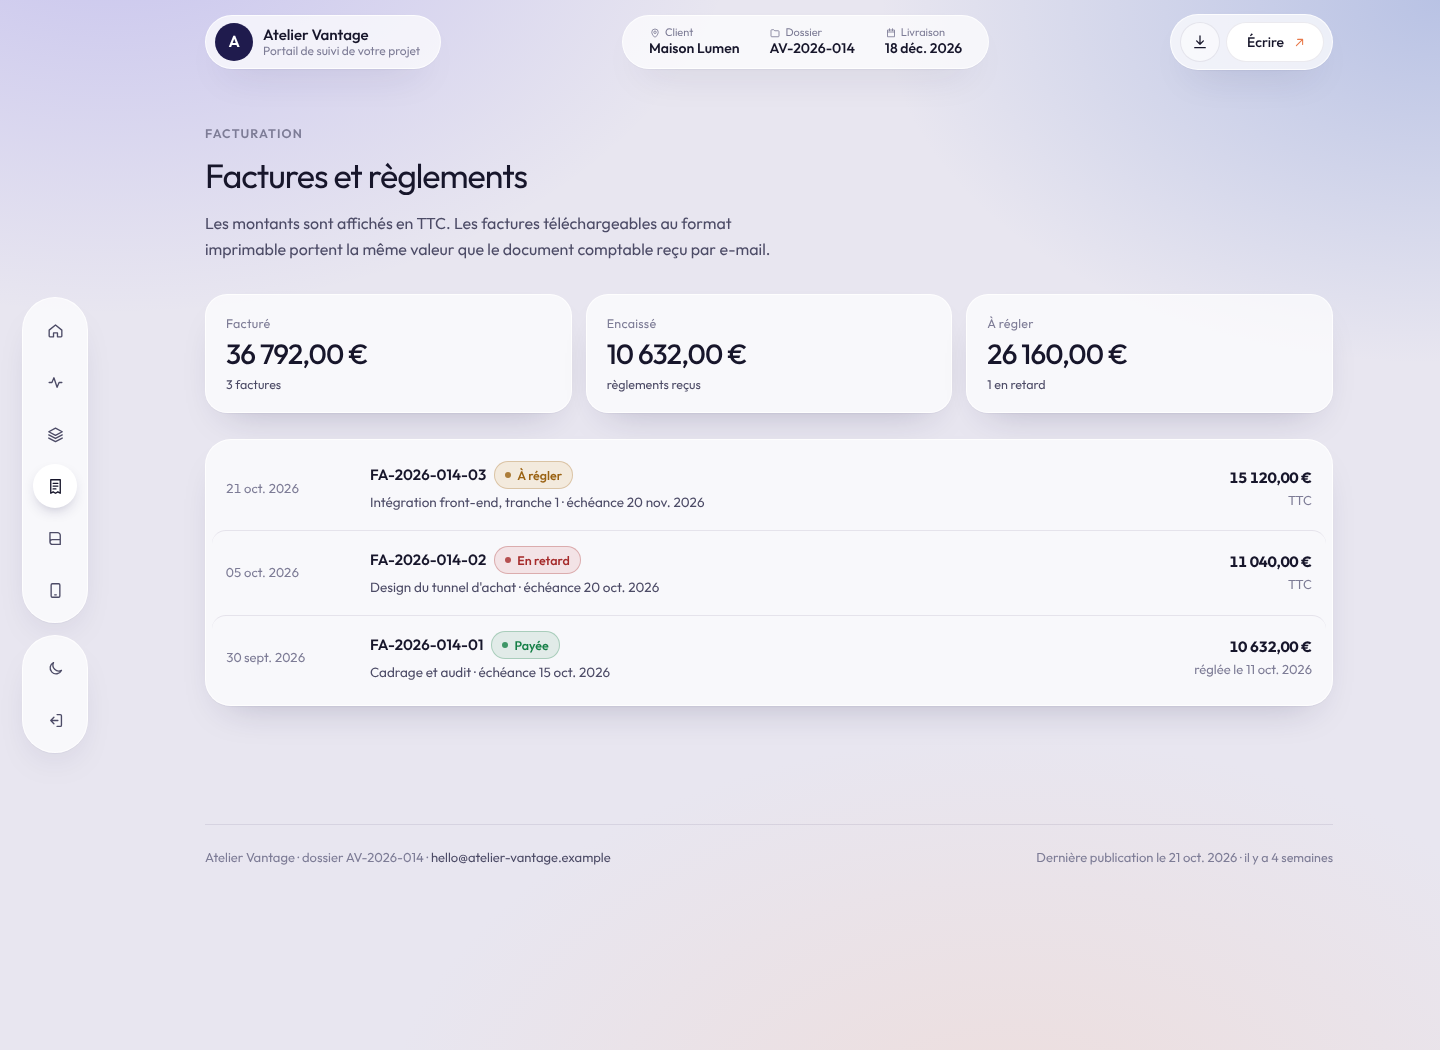 A
Atelier Vantage
Portail de suivi de votre projet
Client
Maison Lumen
Dossier
AV-2026-014
Livraison
18 déc. 2026
Écrire
FACTURATION
Factures et règlements
Les montants sont affichés en TTC. Les factures téléchargeables au format
imprimable portent la même valeur que le document comptable reçu par e-mail.
Facturé
36 792,00 €
3 factures
Encaissé
10 632,00 €
règlements reçus
À régler
26 160,00 €
1 en retard
21 oct. 2026
FA-2026-014-03
À régler
Intégration front-end, tranche 1 · échéance 20 nov. 2026
15 120,00 €
TTC
05 oct. 2026
FA-2026-014-02
En retard
Design du tunnel d'achat · échéance 20 oct. 2026
11 040,00 €
TTC
30 sept. 2026
FA-2026-014-01
Payée
Cadrage et audit · échéance 15 oct. 2026
10 632,00 €
réglée le 11 oct. 2026
Atelier Vantage · dossier AV-2026-014 · hello@atelier-vantage.example
Dernière publication le 21 oct. 2026 · il y a 4 semaines